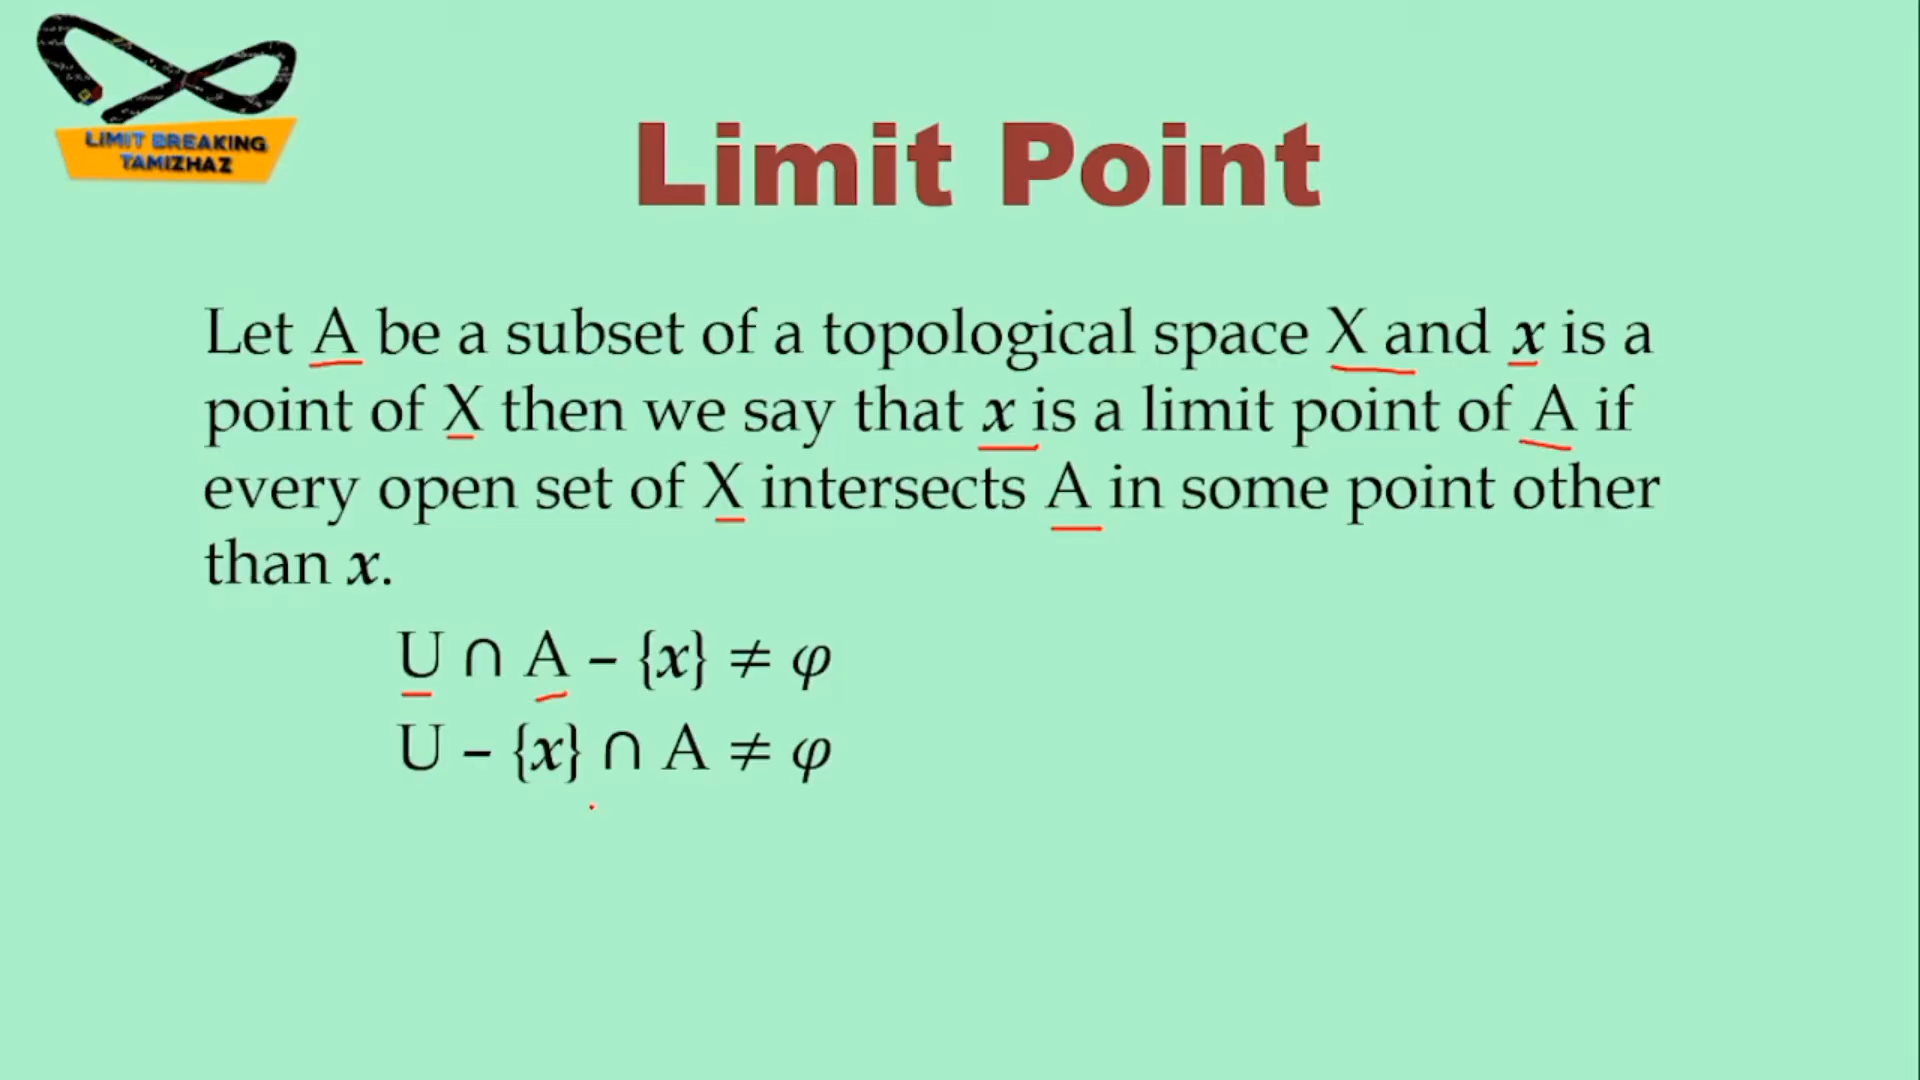 LIMIT BREAKING
TAMIZHAZ
Limit Point
Let A be a subset of a topological space X and x is a
point of X then we say that x is a limit point of A if
every open set of X intersects A in some point other
than x.
U ∩ A – {x} ≠ φ
U – {x} ∩ A ≠ φ